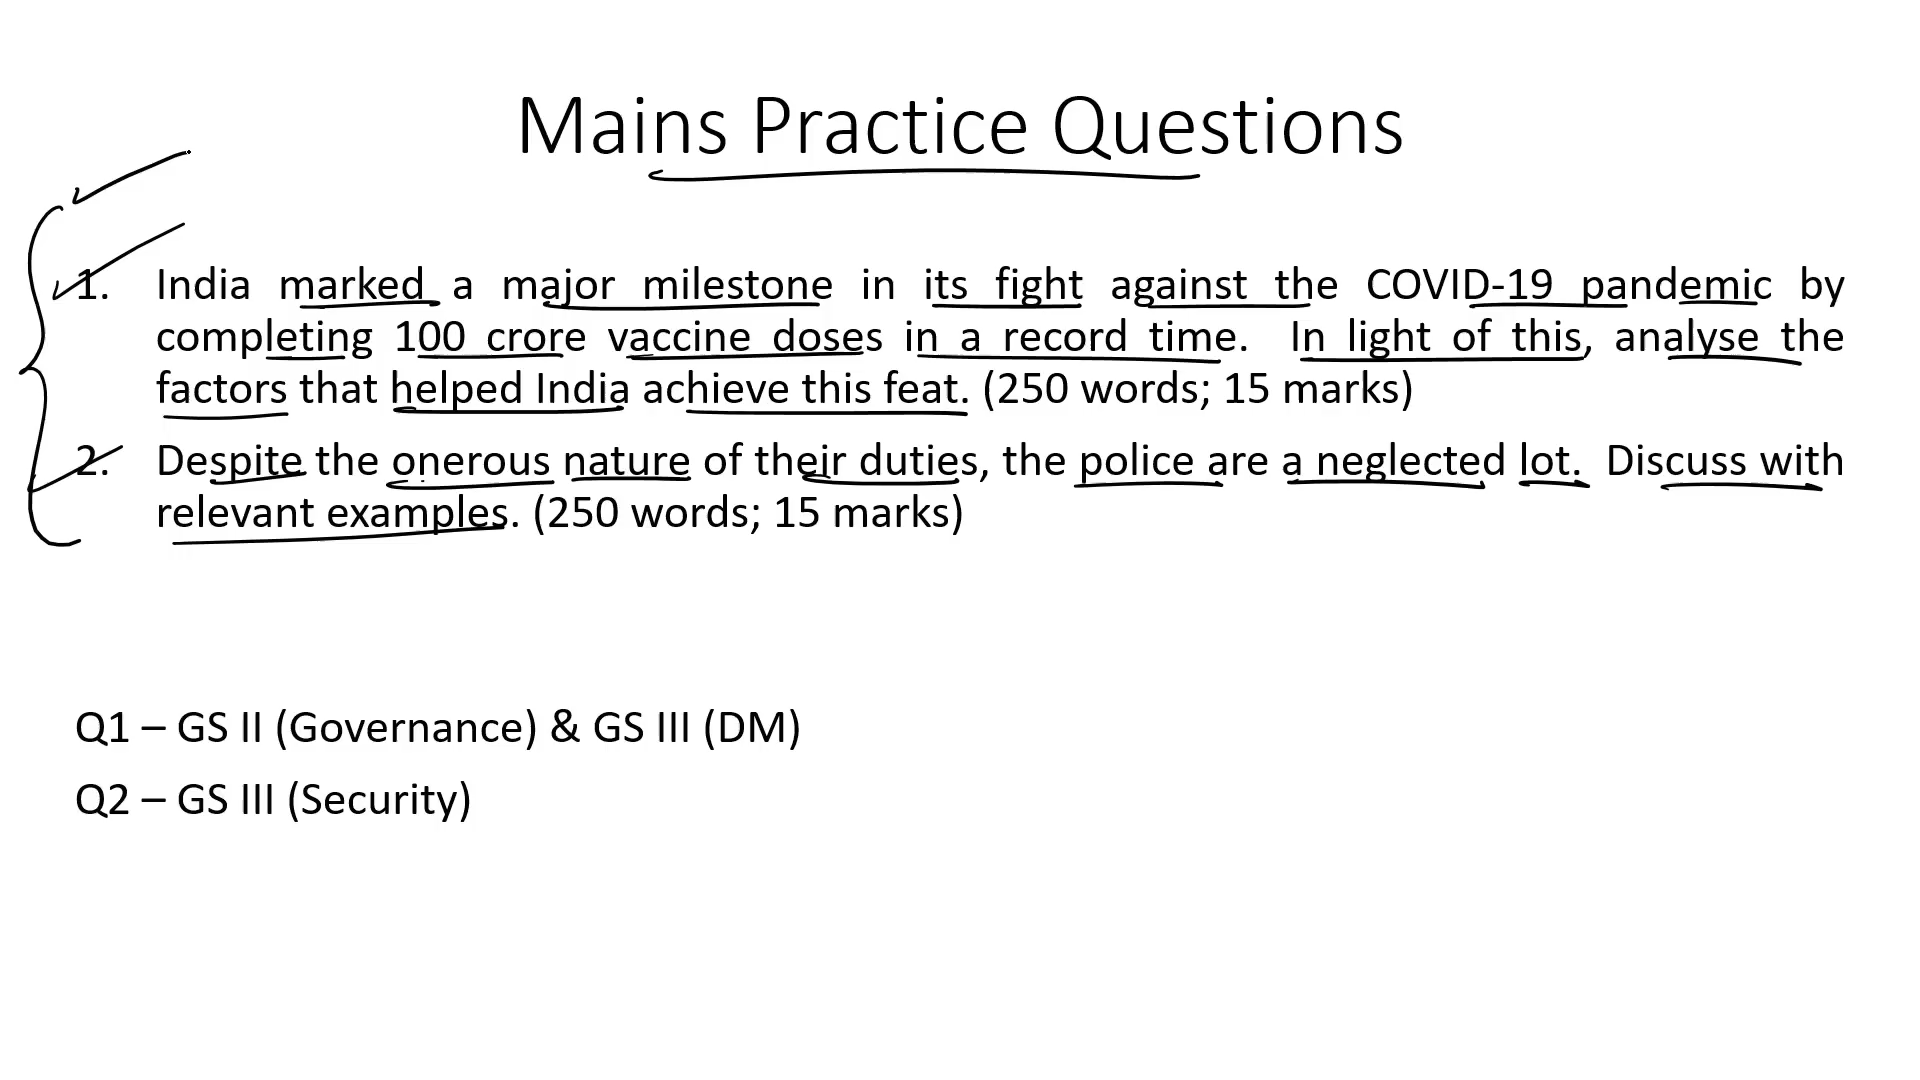 Mains Practice Questions
1. India marked a major milestone in its fight against the COVID-19 pandemic by
completing 100 crore vaccine doses in a record time. In light of this, analyse the
factors that helped India achieve this feat. (250 words; 15 marks)
2. Despite the onerous nature of their duties, the police are a neglected lot. Discuss with
relevant examples. (250 words; 15 marks)
Q1 – GS II (Governance) & GS III (DM)
Q2 – GS III (Security)